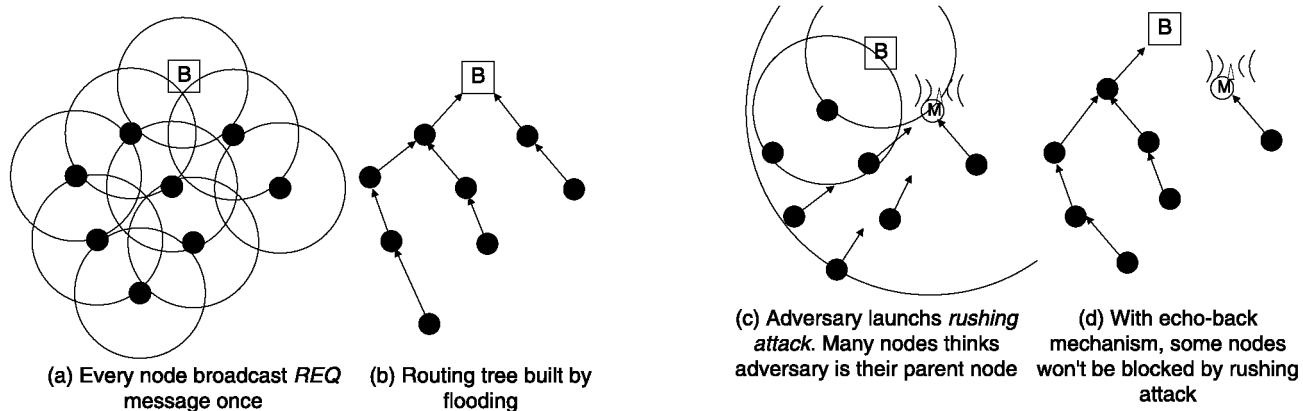 B
B
B
M
B
M
(a) Every node broadcast REQ
message once
(b) Routing tree built by
flooding
(c) Adversary launchs rushing
attack. Many nodes thinks
adversary is their parent node
(d) With echo-back
mechanism, some nodes
won't be blocked by rushing
attack